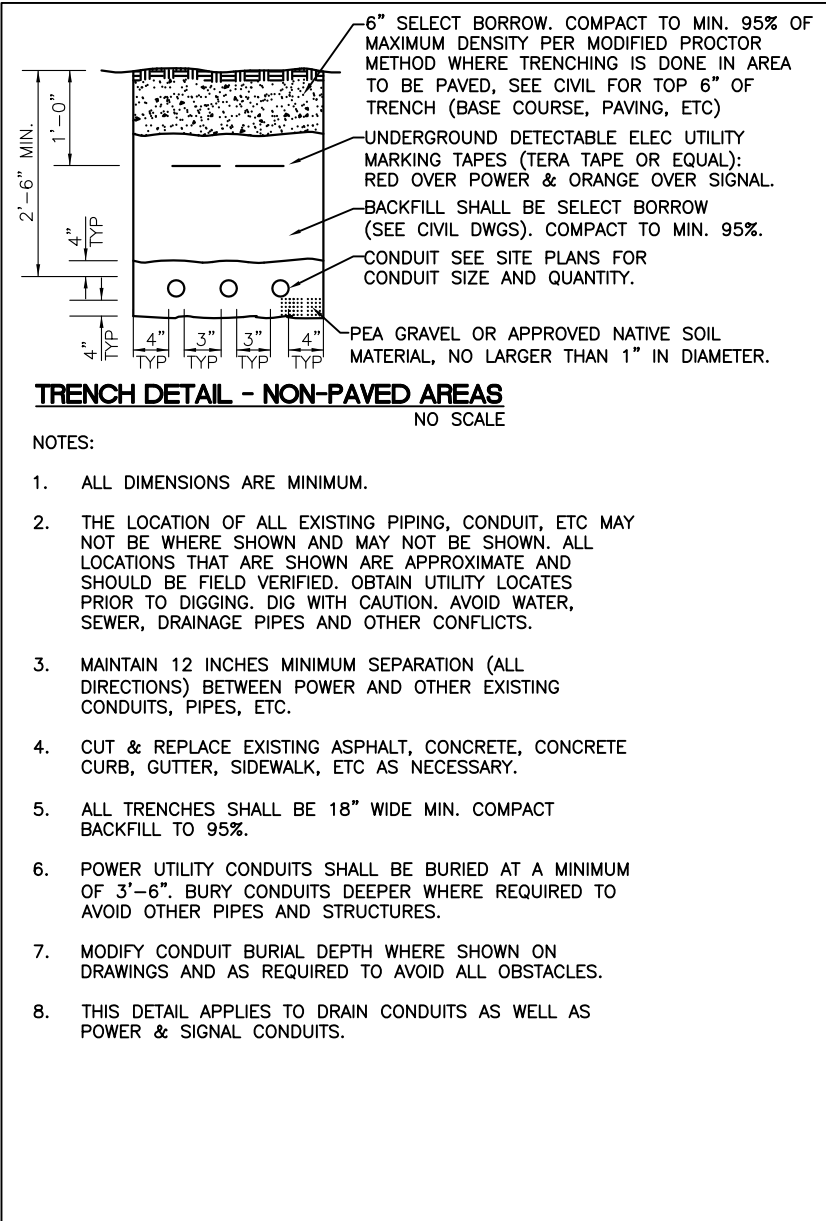 6” SELECT BORROW. COMPACT TO MIN. 95% OF
MAXIMUM DENSITY PER MODIFIED PROCTOR
METHOD WHERE TRENCHING IS DONE IN AREA
TO BE PAVED, SEE CIVIL FOR TOP 6” OF
TRENCH (BASE COURSE, PAVING, ETC)
UNDERGROUND DETECTABLE ELEC UTILITY
MARKING TAPES (TERA TAPE OR EQUAL):
RED OVER POWER & ORANGE OVER SIGNAL.
BACKFILL SHALL BE SELECT BORROW
(SEE CIVIL DWGS). COMPACT TO MIN. 95%.
CONDUIT SEE SITE PLANS FOR
CONDUIT SIZE AND QUANTITY.
PEA GRAVEL OR APPROVED NATIVE SOIL
MATERIAL, NO LARGER THAN 1” IN DIAMETER.
2’-6” MIN.
1’-0”
4”
TYP
4”
TYP
4”
TYP
3”
TYP
3”
TYP
4”
TYP
TRENCH DETAIL - NON-PAVED AREAS
NO SCALE
NOTES:
1. ALL DIMENSIONS ARE MINIMUM.
2. THE LOCATION OF ALL EXISTING PIPING, CONDUIT, ETC MAY
NOT BE WHERE SHOWN AND MAY NOT BE SHOWN. ALL
LOCATIONS THAT ARE SHOWN ARE APPROXIMATE AND
SHOULD BE FIELD VERIFIED. OBTAIN UTILITY LOCATES
PRIOR TO DIGGING. DIG WITH CAUTION. AVOID WATER,
SEWER, DRAINAGE PIPES AND OTHER CONFLICTS.
3. MAINTAIN 12 INCHES MINIMUM SEPARATION (ALL
DIRECTIONS) BETWEEN POWER AND OTHER EXISTING
CONDUITS, PIPES, ETC.
4. CUT & REPLACE EXISTING ASPHALT, CONCRETE, CONCRETE
CURB, GUTTER, SIDEWALK, ETC AS NECESSARY.
5. ALL TRENCHES SHALL BE 18” WIDE MIN. COMPACT
BACKFILL TO 95%.
6. POWER UTILITY CONDUITS SHALL BE BURIED AT A MINIMUM
OF 3’-6”. BURY CONDUITS DEEPER WHERE REQUIRED TO
AVOID OTHER PIPES AND STRUCTURES.
7. MODIFY CONDUIT BURIAL DEPTH WHERE SHOWN ON
DRAWINGS AND AS REQUIRED TO AVOID ALL OBSTACLES.
8. THIS DETAIL APPLIES TO DRAIN CONDUITS AS WELL AS
POWER & SIGNAL CONDUITS.